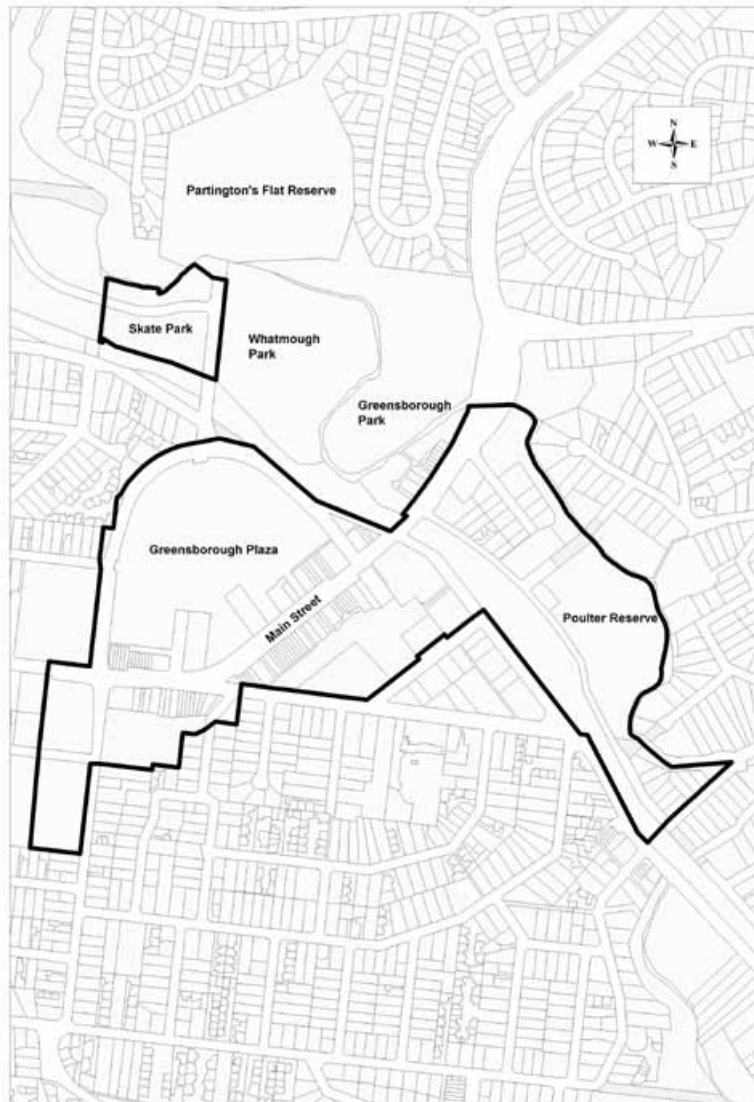 N
W E
S
Partington's Flat Reserve
Skate Park
Whatmough
Park
Greensborough
Park
Greensborough Plaza
Main Street
Poulter Reserve